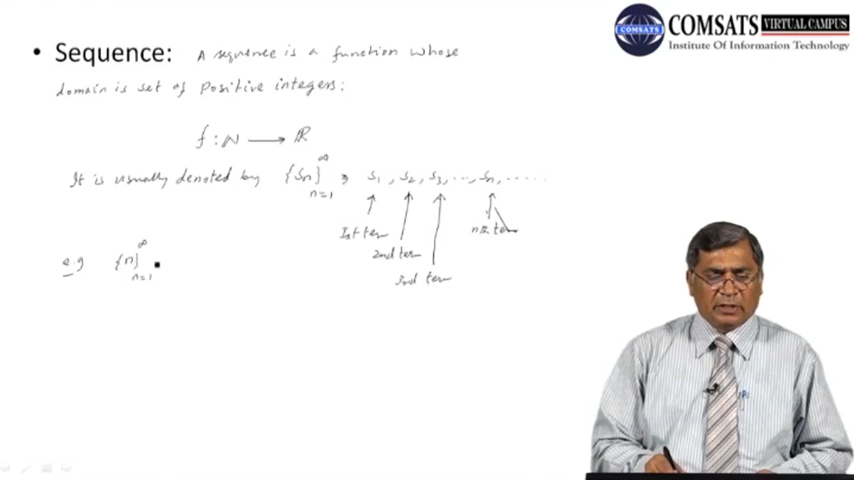 COMSATS VIRTUAL CAMPUS
COMSATS
Institute Of Information Technology
• Sequence: A sequence is a function whose
domain is set of positive integers:
f : N ⟶ ℝ
It is usually denoted by {Sn}∞n=1, S1, S2, S3, ..., Sn, .....
1st term
nth term
2nd term
3rd term
e.g {n}∞n=1